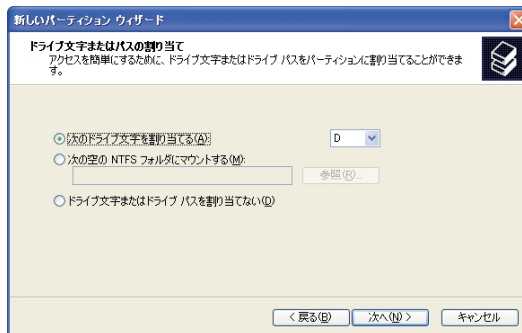 新しいパーティション ウィザード
ドライブ文字またはパスの割り当て
アクセスを簡単にするために、ドライブ文字またはドライブ パスをパーティションに割り当てることができま
す。
次のドライブ文字を割り当てる(A):
D
次の空の NTFS フォルダにマウントする(M):
参照(R)...
ドライブ文字またはドライブ パスを割り当てない(D)
< 戻る(B)
次へ(N) >
キャンセル